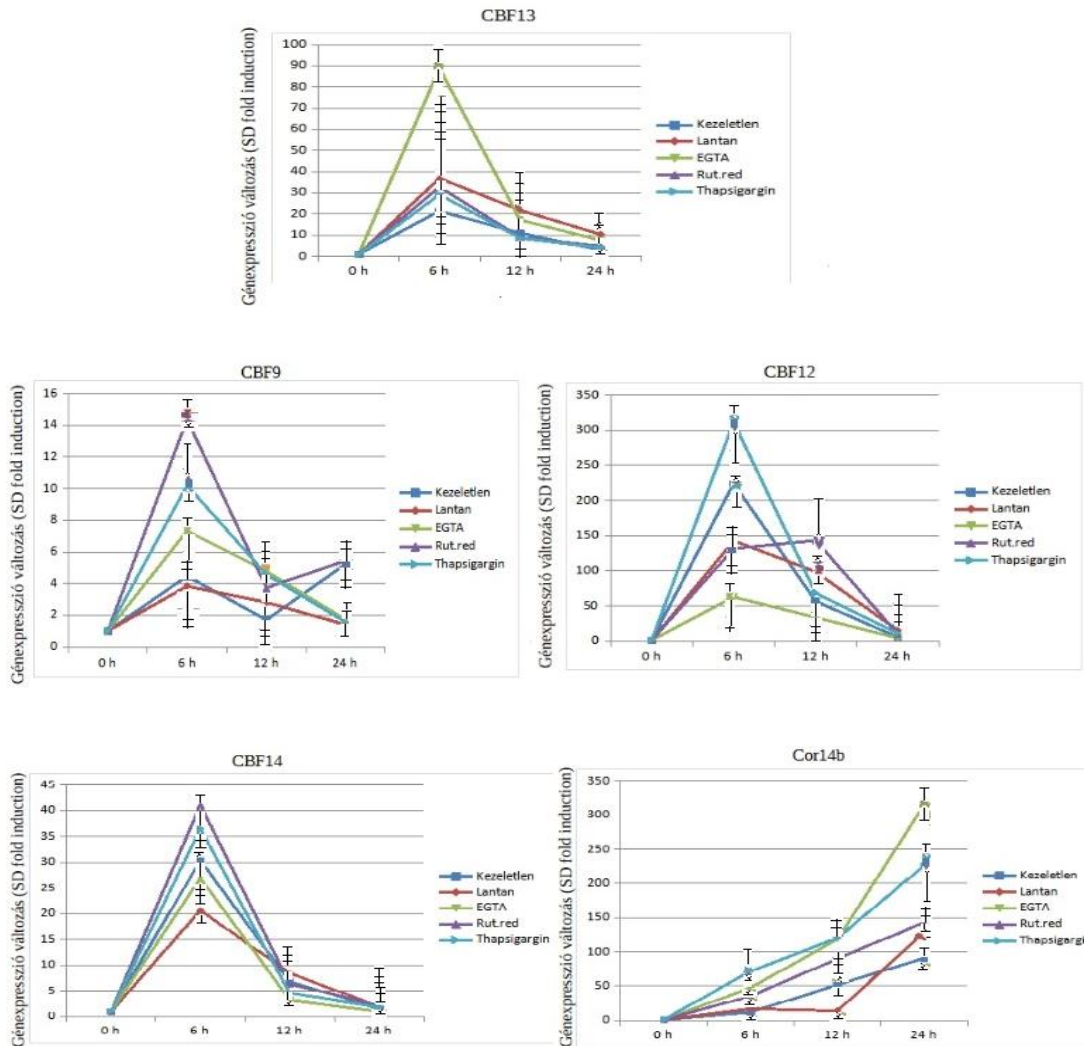 CBF13
Génexpresszió változás (SD fold induction)
100
90
80
70
60
50
40
30
20
10
0
0 h 6 h 12 h 24 h
Kezeletlen
Lantan
EGTA
Rut.red
Thapsigargin
CBF9
Génexpresszió változás (SD fold induction)
16
14
12
10
8
6
4
2
0
0 h 6 h 12 h 24 h
Kezeletlen
Lantan
EGTA
Rut.red
Thapsigargin
CBF12
Génexpresszió változás (SD fold induction)
350
300
250
200
150
100
50
0
0 h 6 h 12 h 24 h
Kezeletlen
Lantan
EGTA
Rut.red
Thapsigargin
CBF14
Génexpresszió változás (SD fold induction)
45
40
35
30
25
20
15
10
5
0
0 h 6 h 12 h 24 h
Kezeletlen
Lantan
EGTA
Rut.red
Thapsigargin
Cor14b
Génexpresszió változás (SD fold induction)
350
300
250
200
150
100
50
0
0 h 6 h 12 h 24 h
Kezeletlen
Lantan
EGTA
Rut.red
Thapsigargin